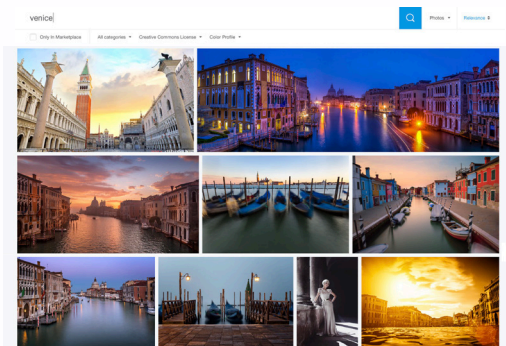 venice
Photos
Relevance
Only in Marketplace
All categories
Creative Commons License
Color Profile